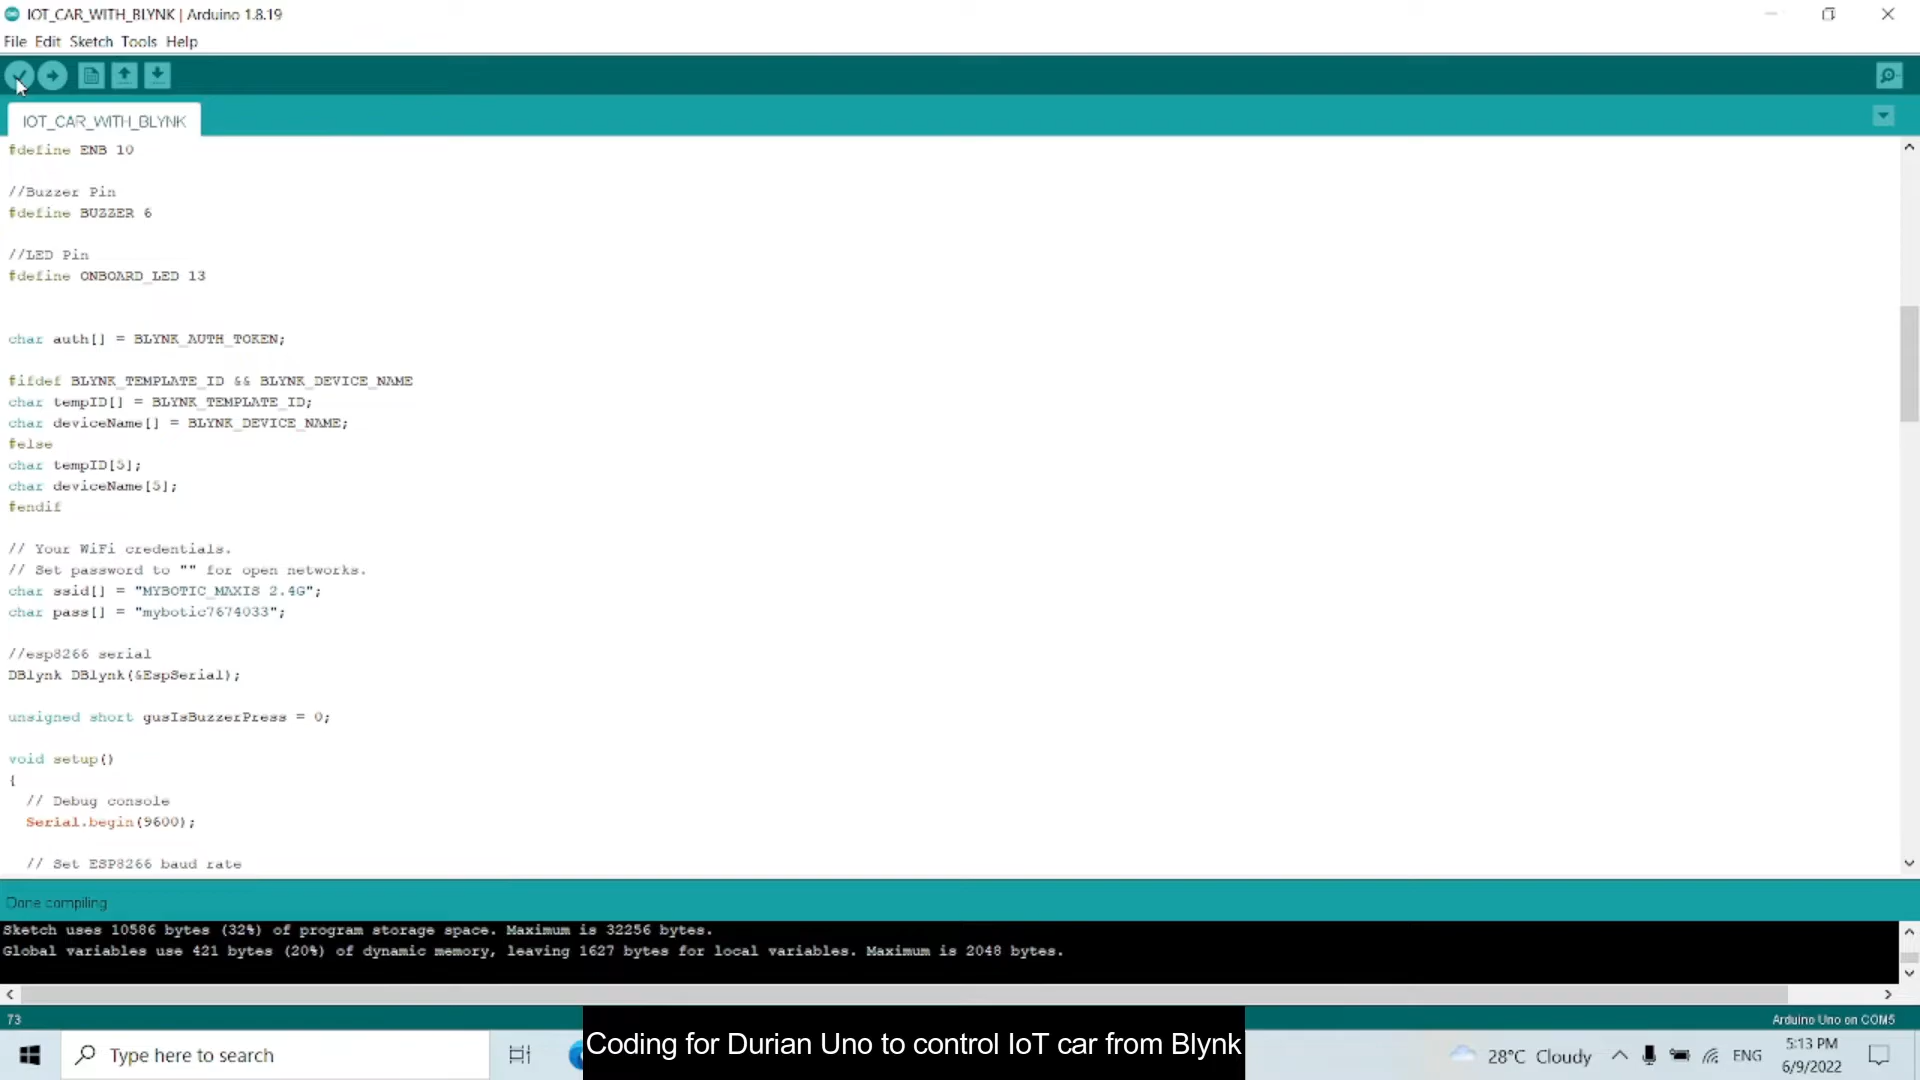 IOT_CAR_WITH_BLYNK | Arduino 1.8.19
File Edit Sketch Tools Help
IOT_CAR_WITH_BLYNK
#define ENB 10
//Buzzer Pin
#define BUZZER 6
//LED Pin
#define ONBOARD_LED 13
char auth[] = BLYNK_AUTH_TOKEN;
#ifdef BLYNK_TEMPLATE_ID && BLYNK_DEVICE_NAME
char tempID[] = BLYNK_TEMPLATE_ID;
char deviceName[] = BLYNK_DEVICE_NAME;
#else
char tempID[5];
char deviceName[5];
#endif
// Your WiFi credentials.
// Set password to "" for open networks.
char ssid[] = "MYBOTIC_MAXIS 2.4G";
char pass[] = "mybotic7674033";
//esp8266 serial
DBlynk DBlynk(&EspSerial);
unsigned short gusIsBuzzerPress = 0;
void setup()
{
// Debug console
Serial.begin(9600);
// Set ESP8266 baud rate
Done compiling
Sketch uses 10586 bytes (32%) of program storage space. Maximum is 32256 bytes.
Global variables use 421 bytes (20%) of dynamic memory, leaving 1627 bytes for local variables. Maximum is 2048 bytes.
73
Arduino Uno on COM5
Type here to search
Coding for Durian Uno to control IoT car from Blynk
28°C Cloudy
ENG
5:13 PM
6/9/2022